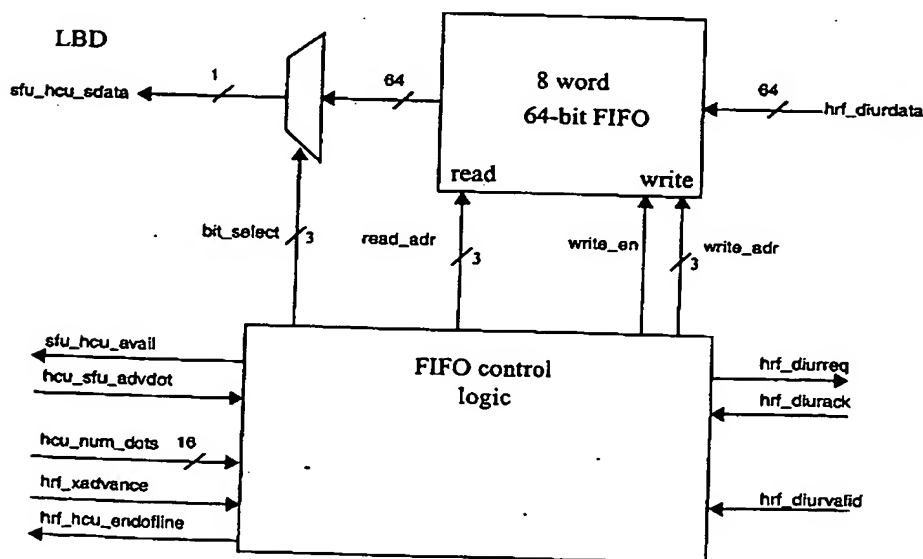 LBD
sfu_hcu_sdata
1
64
8 word
64-bit FIFO
64
hrf_diurdata
read
write
bit_select
3
read_adr
3
write_en
write_adr
3
sfu_hcu_avail
hcu_sfu_advdot
hcu_num_dots
16
hrf_xadvance
hrf_hcu_endofline
FIFO control
logic
hrf_diurreq
hrf_diurack
hrf_diurvalid